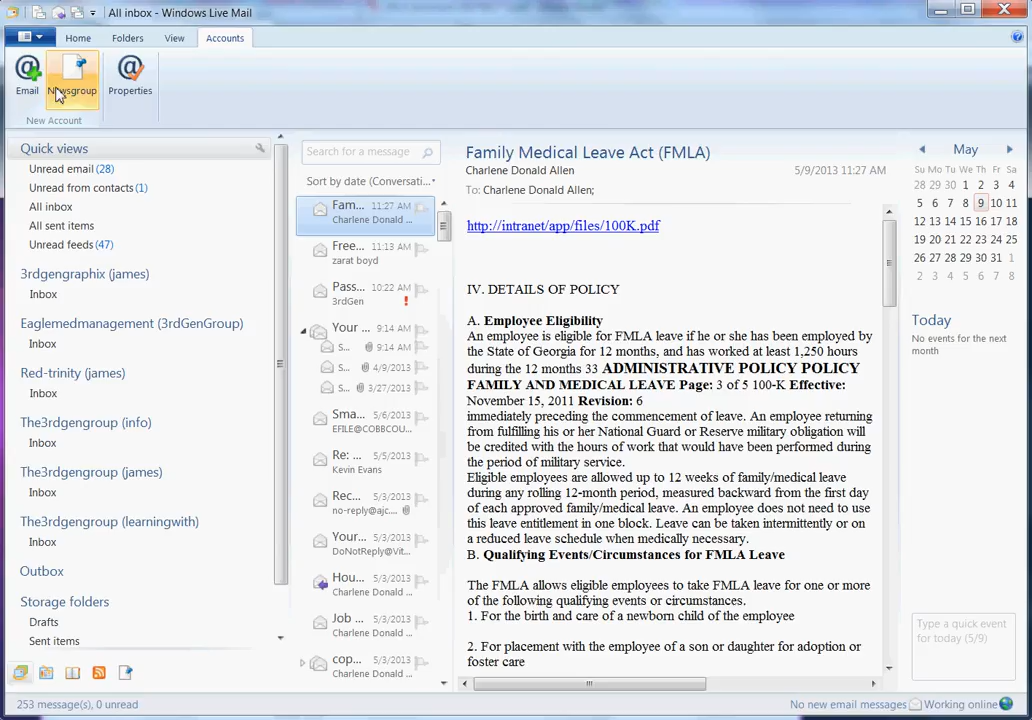 All inbox - Windows Live Mail
Home
Folders
View
Accounts
Email
Newsgroup
Properties
New Account
Quick views
Unread email (28)
Unread from contacts (1)
All inbox
All sent items
Unread feeds (47)
3rdgengraphix (james)
Inbox
Eaglemedmanagement (3rdGenGroup)
Inbox
Red-trinity (james)
Inbox
The3rdgengroup (info)
Inbox
The3rdgengroup (james)
Inbox
The3rdgengroup (learningwith)
Inbox
Outbox
Storage folders
Drafts
Sent items
Search for a message
Sort by date (Conversati...
Fam... 11:27 AM
Charlene Donald ...
Free... 11:13 AM
zarat boyd
Pass... 10:22 AM
3rdGen
Your ... 9:14 AM
S... 9:14 AM
S... 4/9/2013
S... 3/27/2013
Sma... 5/6/2013
EFILE@COBBCOU...
Re: ... 5/5/2013
Kevin Evans
Rec... 5/3/2013
no-reply@ajc....
Your... 5/3/2013
DoNotReply@Vit...
Hou... 5/3/2013
Charlene Donald ...
Job ... 5/3/2013
Charlene Donald ...
cop... 5/3/2013
Charlene Donald ...
Family Medical Leave Act (FMLA)
Charlene Donald Allen 5/9/2013 11:27 AM
To: Charlene Donald Allen;
http://intranet/app/files/100K.pdf
IV. DETAILS OF POLICY
A. Employee Eligibility
An employee is eligible for FMLA leave if he or she has been employed by
the State of Georgia for 12 months, and has worked at least 1,250 hours
during the 12 months 33 ADMINISTRATIVE POLICY POLICY
FAMILY AND MEDICAL LEAVE Page: 3 of 5 100-K Effective:
November 15, 2011 Revision: 6
immediately preceding the commencement of leave. An employee returning
from fulfilling his or her National Guard or Reserve military obligation will
be credited with the hours of work that would have been performed during
the period of military service.
Eligible employees are allowed up to 12 weeks of family/medical leave
during any rolling 12-month period, measured backward from the first day
of each approved family/medical leave. An employee does not need to use
this leave entitlement in one block. Leave can be taken intermittently or on
a reduced leave schedule when medically necessary.
B. Qualifying Events/Circumstances for FMLA Leave
The FMLA allows eligible employees to take FMLA leave for one or more
of the following qualifying events or circumstances.
1. For the birth and care of a newborn child of the employee
2. For placement with the employee of a son or daughter for adoption or
foster care
May
Su Mo Tu We Th Fr Sa
28 29 30 1 2 3 4
5 6 7 8 9 10 11
12 13 14 15 16 17 18
19 20 21 22 23 24 25
26 27 28 29 30 31 1
2 3 4 5 6 7 8
Today
No events for the next
month
Type a quick event
for today (5/9)
253 message(s), 0 unread
No new email messages
Working online